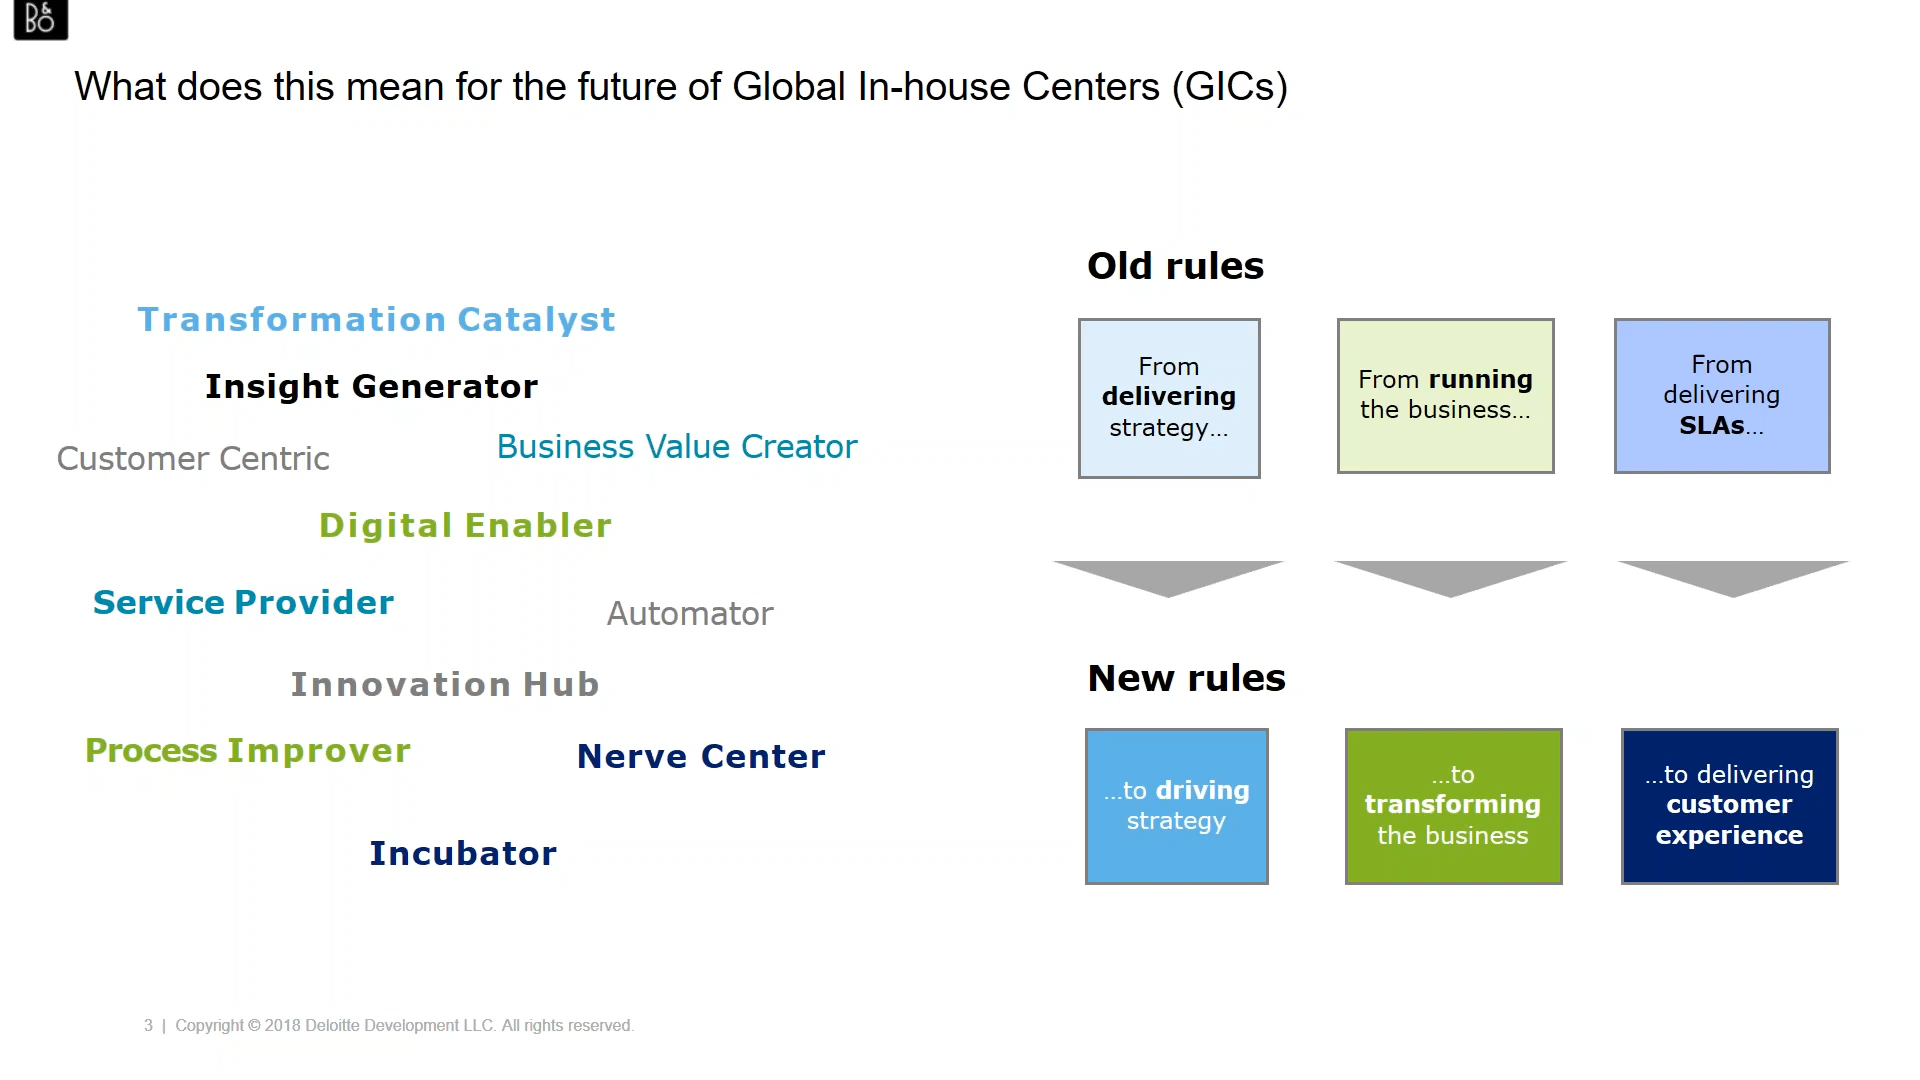 B&O
What does this mean for the future of Global In-house Centers (GICs)
Transformation Catalyst
Insight Generator
Customer Centric
Business Value Creator
Digital Enabler
Service Provider
Automator
Innovation Hub
Process Improver
Nerve Center
Incubator
Old rules
From
delivering
strategy...
From running
the business...
From
delivering
SLAs...
New rules
...to driving
strategy
...to
transforming
the business
...to delivering
customer
experience
3 | Copyright © 2018 Deloitte Development LLC. All rights reserved.